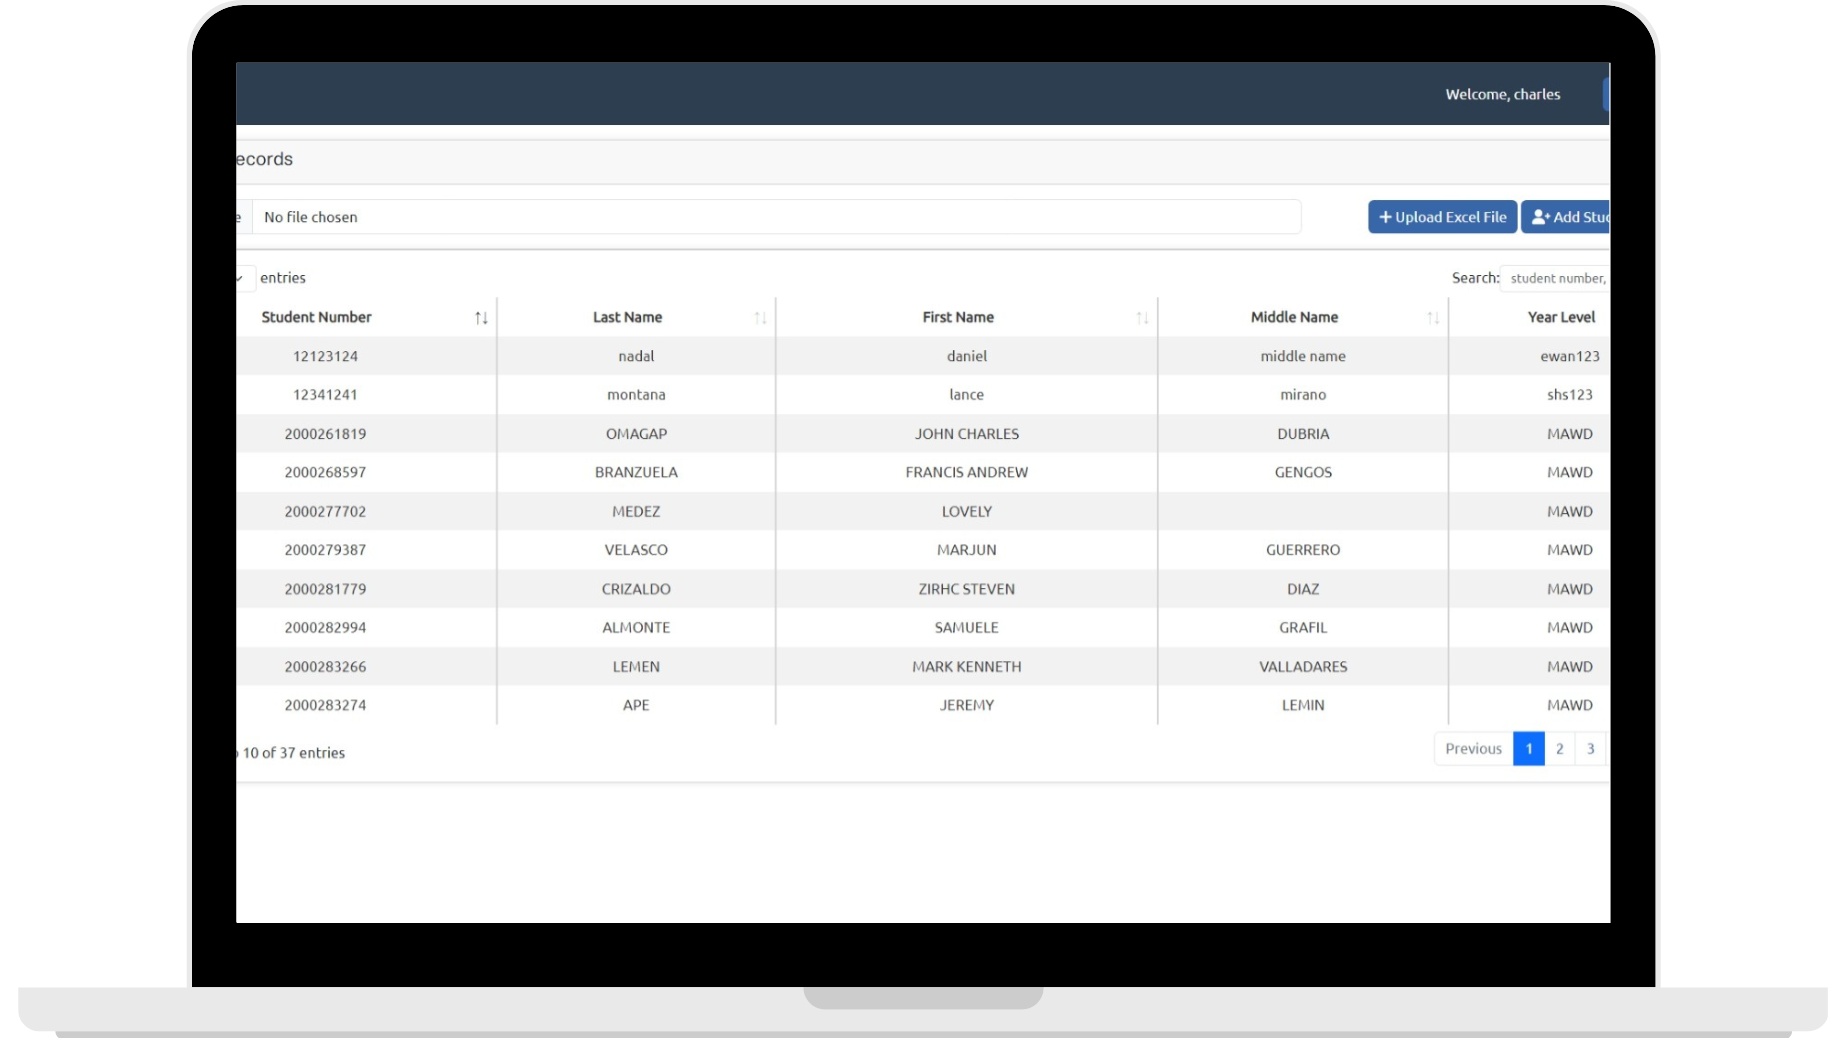 Welcome, charles
ecords
e No file chosen Upload Excel File Add Stud
entries Search: student number,
Student Number Last Name First Name Middle Name Year Level
12123124 nadal daniel middle name ewan123
12341241 montana lance mirano shs123
2000261819 OMAGAP JOHN CHARLES DUBRIA MAWD
2000268597 BRANZUELA FRANCIS ANDREW GENGOS MAWD
2000277702 MEDEZ LOVELY MAWD
2000279387 VELASCO MARJUN GUERRERO MAWD
2000281779 CRIZALDO ZIRHC STEVEN DIAZ MAWD
2000282994 ALMONTE SAMUELE GRAFIL MAWD
2000283266 LEMEN MARK KENNETH VALLADARES MAWD
2000283274 APE JEREMY LEMIN MAWD
10 of 37 entries Previous 1 2 3